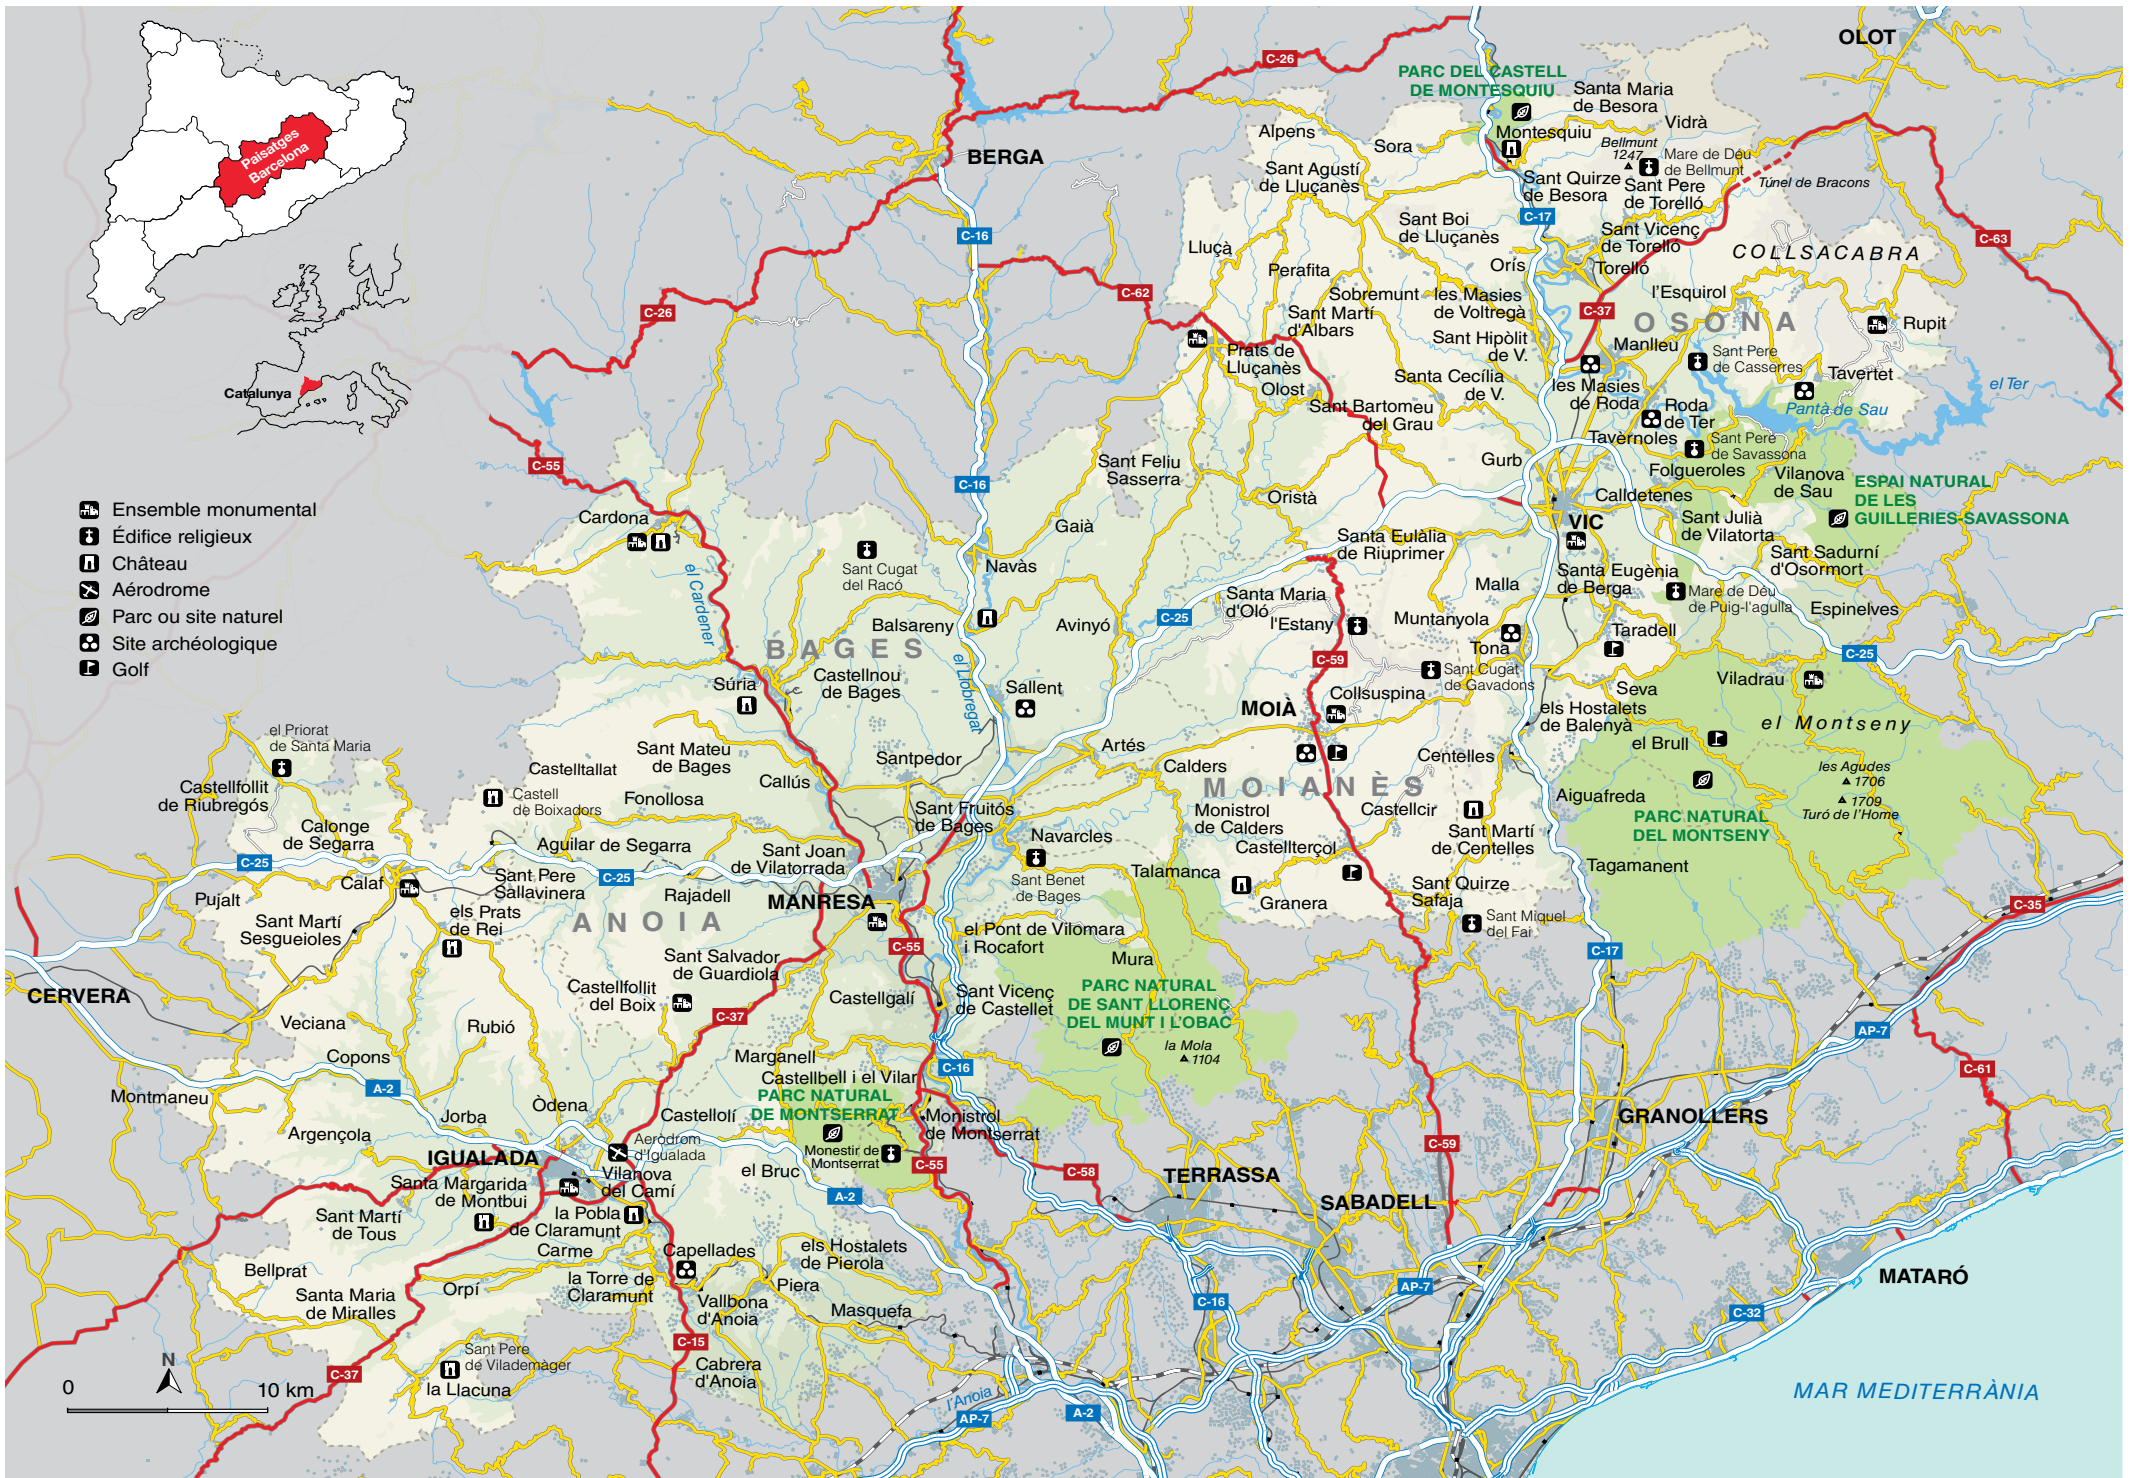 Paisatges
Barcelona
Catalunya
Ensemble monumental
Édifice religieux
Château
Aérodrome
Parc ou site naturel
Site archéologique
Golf
OLOT
C-26
PARC DEL CASTELL
DE MONTESQUIU
Santa Maria
de Besora
Vidrà
Alpens
Sora
Montesquiu
Bellmunt
1247
Mare de Déu
de Bellmunt
BERGA
Sant Agustí
de Lluçanès
Sant Quirze
de Besora
Sant Pere
de Torelló
Túnel de Bracons
C-17
C-16
Sant Boi
de Lluçanès
Sant Vicenç
de Torelló
COLLSACABRA
C-63
Lluçà
Perafita
Orís
Torelló
C-62
Sobremunt
les Masies
de Voltregà
l'Esquirol
C-26
Sant Martí
d'Albars
C-37
OSONA
Rupit
Sant Hipòlit
de V.
Manlleu
Prats de
Lluçanès
Sant Pere
de Casserres
Tavertet
el Ter
Olost
Santa Cecília
de V.
les Masies
de Roda
Pantà de Sau
Sant Bartomeu
del Grau
Roda
de Ter
Tavèrnoles
Sant Pere
de Savassona
C-55
C-16
Sant Feliu
Sasserra
Gurb
Folgueroles
Vilanova
de Sau
ESPAI NATURAL
DE LES
GUILLERIES-SAVASSONA
Oristà
Calldetenes
Cardona
Gaià
VIC
Sant Julià
de Vilatorta
Santa Eulàlia
de Riuprimer
Sant Sadurní
d'Osormort
Sant Cugat
del Racó
Navàs
el Cardener
Malla
Santa Eugènia
de Berga
Mare de Déu
de Puig-l'agulla
Espinelves
Santa Maria
d'Oló
l'Estany
C-25
Balsareny
Avinyó
Muntanyola
Taradell
Tona
BAGES
el Llobregat
C-59
C-25
Castellnou
de Bages
Sant Cugat
de Gavadons
Viladrau
Súria
Sallent
Collsuspina
Seva
MOIÀ
els Hostalets
de Balenyà
el Montseny
el Priorat
de Santa Maria
Sant Mateu
de Bages
Artés
Centelles
el Brull
Santpedor
Castelltallat
Callús
Calders
les Agudes
1706
Castellfollit
de Riubregós
Castell
de Boixadors
Fonollosa
MOIANÈS
Aiguafreda
1709
Turó de l'Home
Sant Fruitós
de Bages
Monistrol
de Calders
Castellcir
PARC NATURAL
DEL MONTSENY
Calonge
de Segarra
Navarcles
Sant Martí
de Centelles
Aguilar de Segarra
Sant Joan
de Vilatorrada
Castellterçol
C-25
Talamanca
Tagamanent
Calaf
Sant Pere
Sallavinera
C-25
Sant Benet
de Bages
Sant Quirze
Safaja
Pujalt
Rajadell
MANRESA
Granera
C-35
els Prats
de Rei
Sant Martí
Sesgueioles
ANOIA
el Pont de Vilomara
i Rocafort
Sant Miquel
del Fai
C-55
C-17
Sant Salvador
de Guardiola
Mura
CERVERA
Castellfollit
del Boix
Castellgalí
Sant Vicenç
de Castellet
PARC NATURAL
DE SANT LLORENÇ
DEL MUNT I L'OBAC
Veciana
Rubió
C-37
la Mola
1104
AP-7
Copons
Marganell
C-16
C-61
Castellbell i el Vilar
Montmaneu
A-2
PARC NATURAL
DE MONTSERRAT
Òdena
Castellolí
Jorba
Monistrol
de Montserrat
GRANOLLERS
Argençola
Aeròdrom
d'Igualada
Monestir de
Montserrat
C-59
IGUALADA
C-55
C-58
Vilanova
del Camí
el Bruc
TERRASSA
Santa Margarida
de Montbui
A-2
SABADELL
Sant Martí
de Tous
la Pobla
de Claramunt
Carme
Capellades
els Hostalets
de Pierola
Bellprat
la Torre de
Claramunt
Piera
AP-7
MATARÓ
Orpí
Santa Maria
de Miralles
Vallbona
d'Anoia
Masquefa
C-16
C-32
C-15
Sant Pere
de Vilademàger
Cabrera
d'Anoia
N
C-37
0
10 km
la Llacuna
l'Anoia
AP-7
A-2
MAR MEDITERRÀNIA